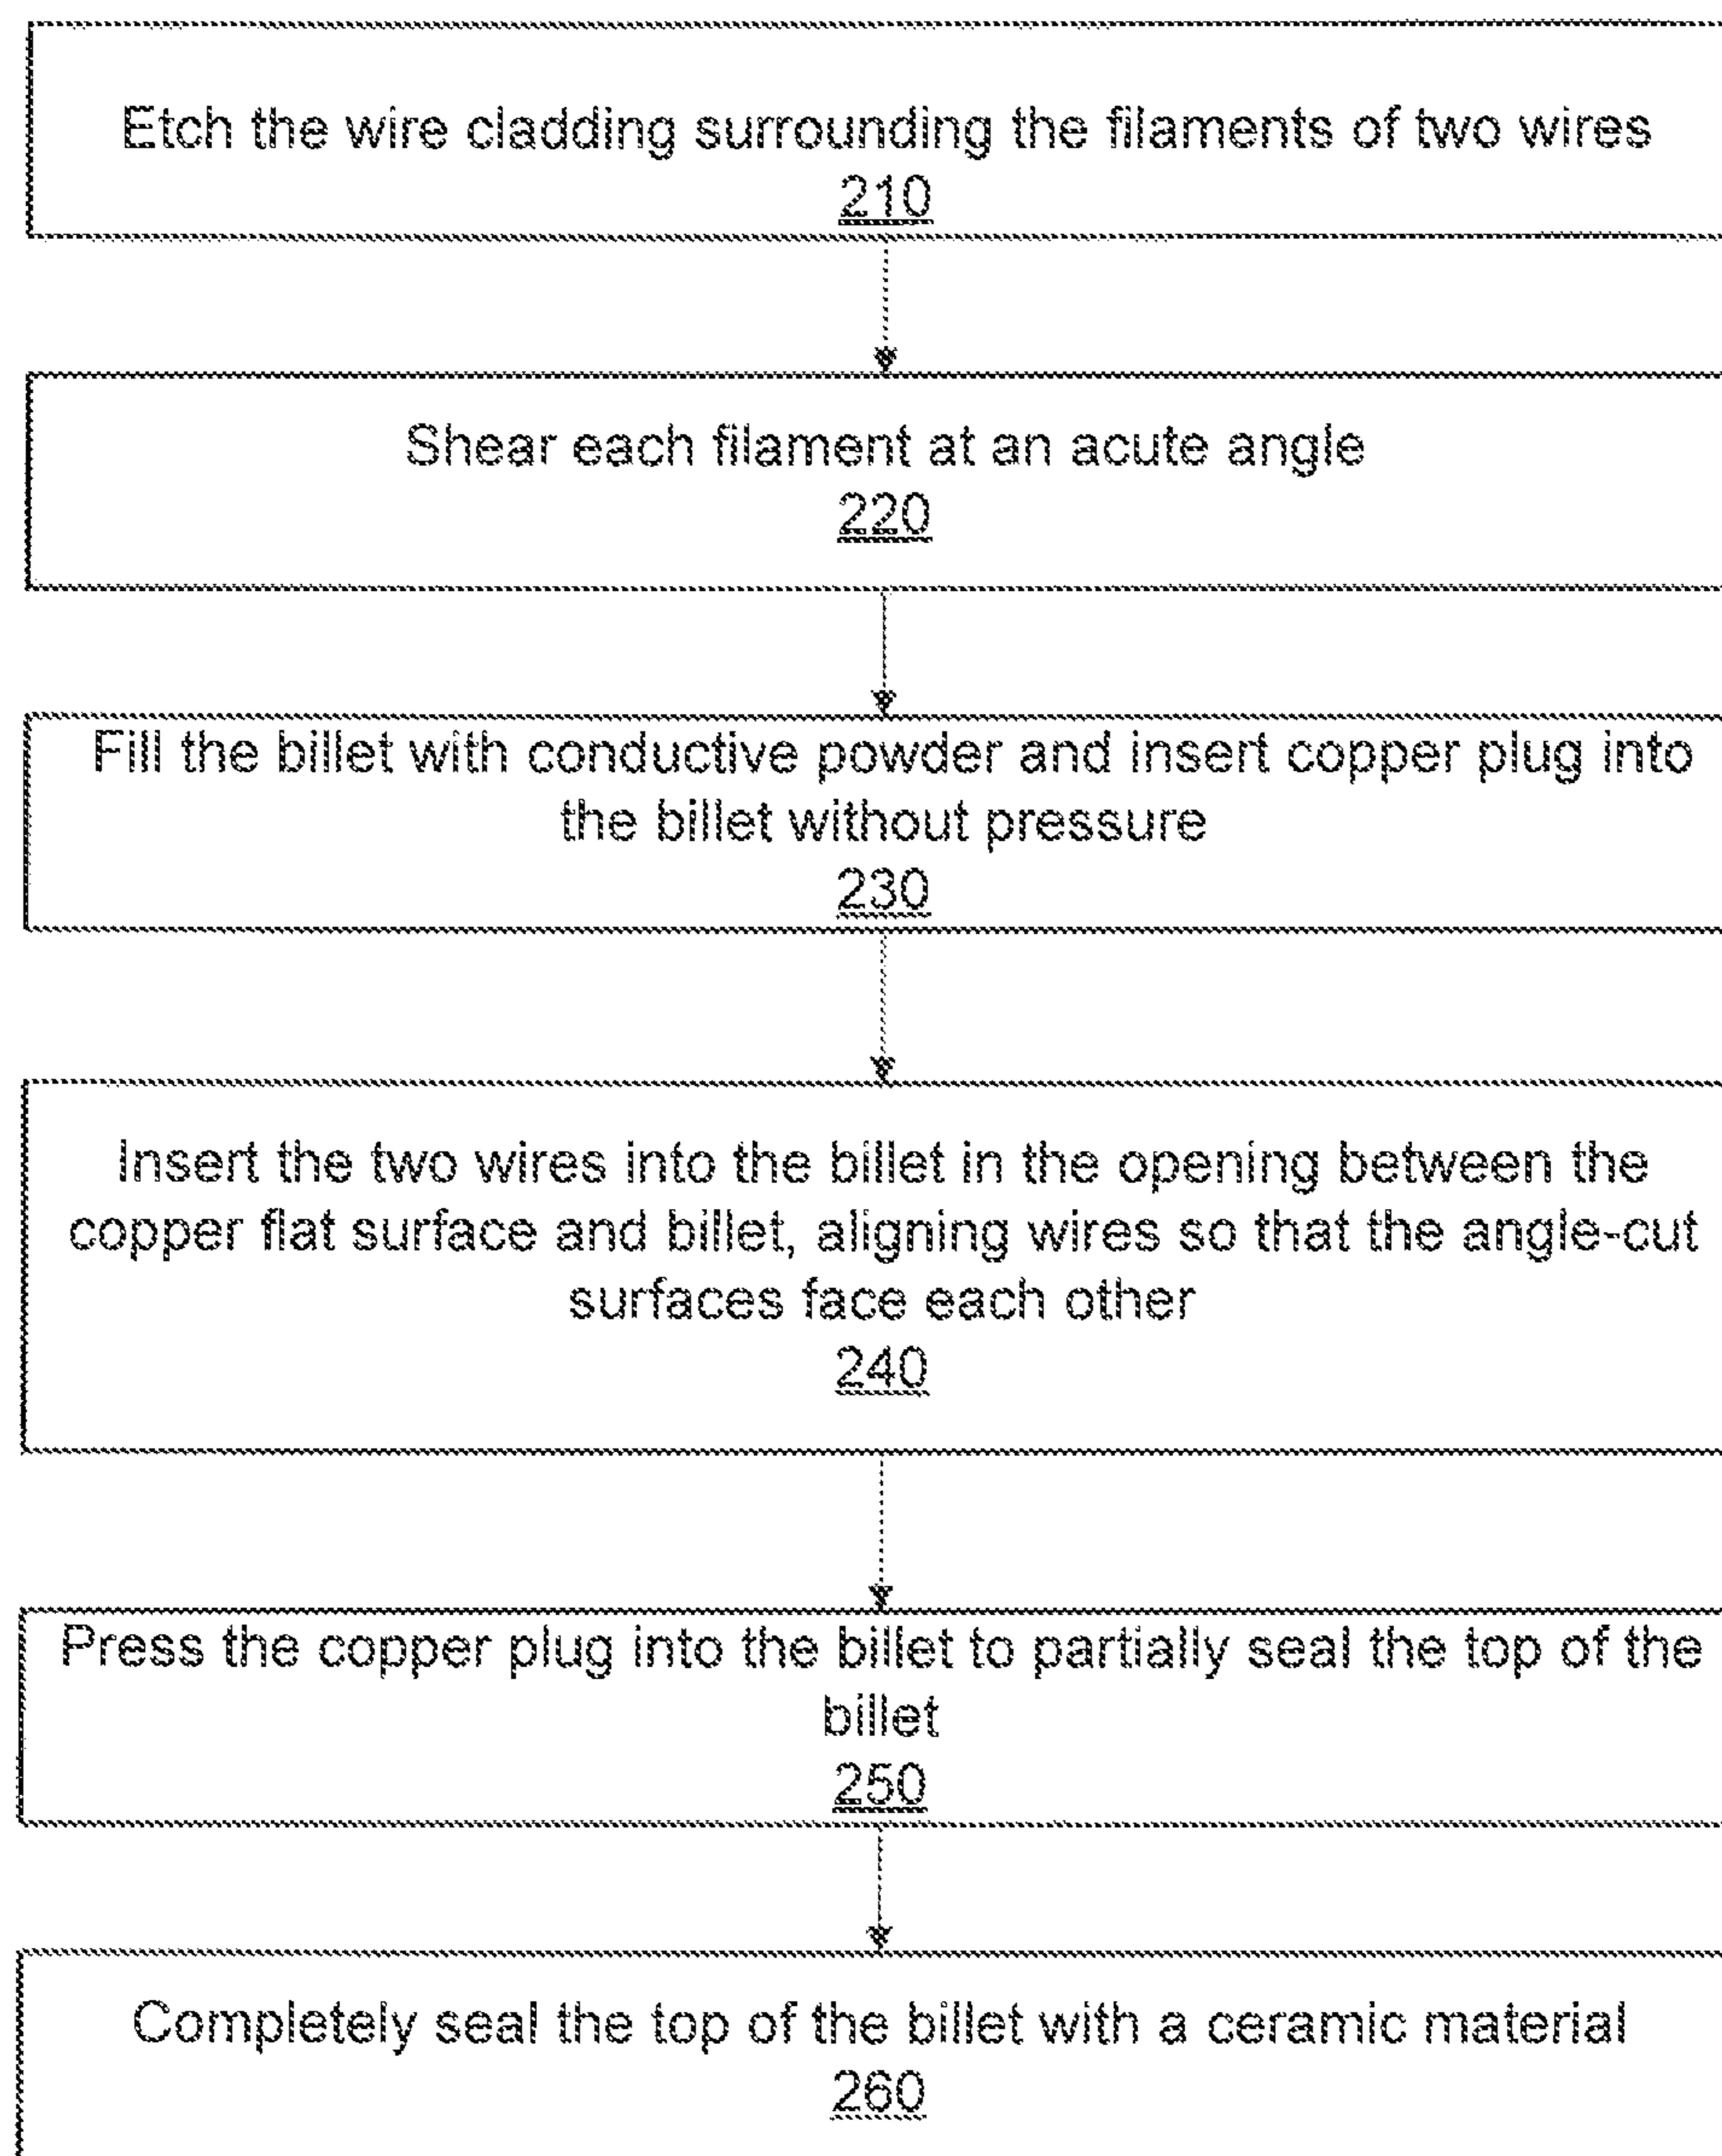 Etch the wire cladding surrounding the filaments of two wires
210
Shear each filament at an acute angle
220
Fill the billet with conductive powder and insert copper plug into
the billet without pressure
230
Insert the two wires into the billet in the opening between the
copper flat surface and billet, aligning wires so that the angle-cut
surfaces face each other
240
Press the copper plug into the billet to partially seal the top of the
billet
250
Completely seal the top of the billet with a ceramic material
260